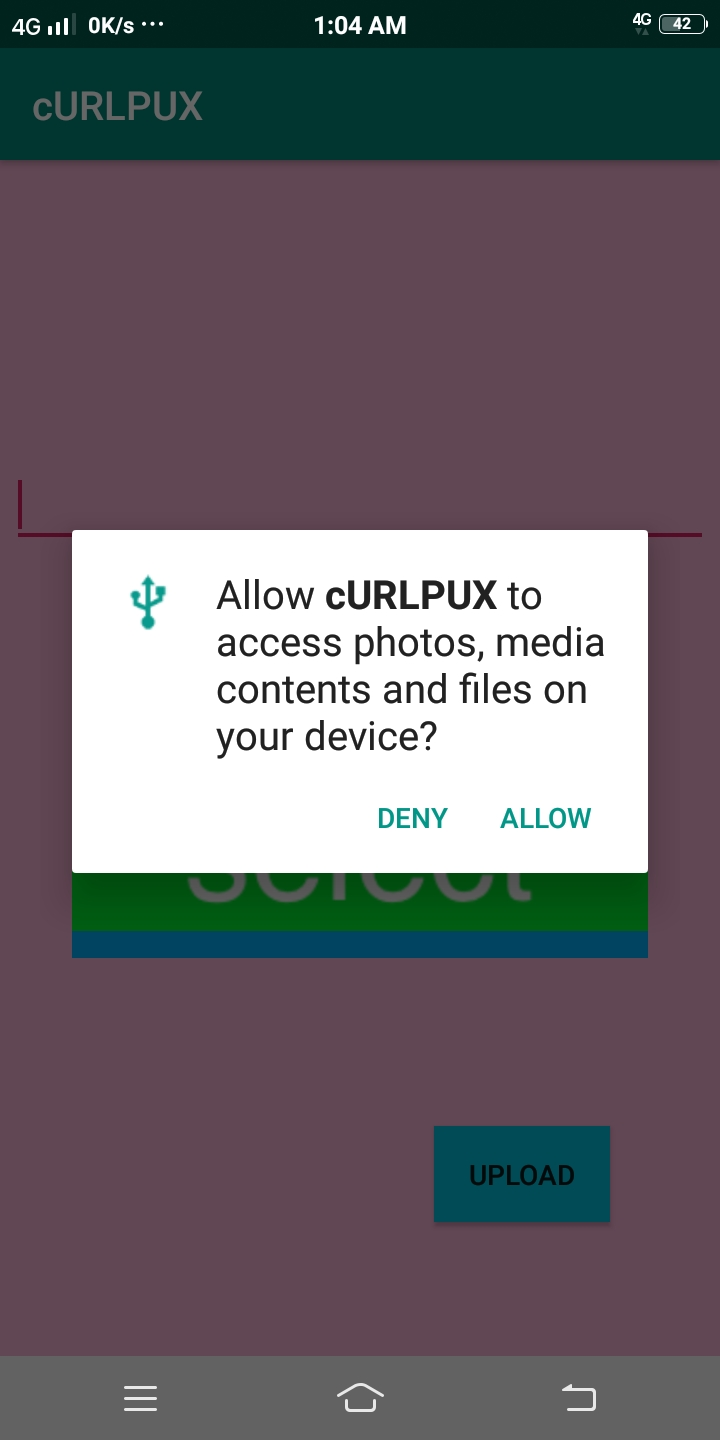 4G 0K/s ... 1:04 AM 4G 42
cURLPUX
Allow cURLPUX to
access photos, media
contents and files on
your device?
DENY ALLOW
select
UPLOAD